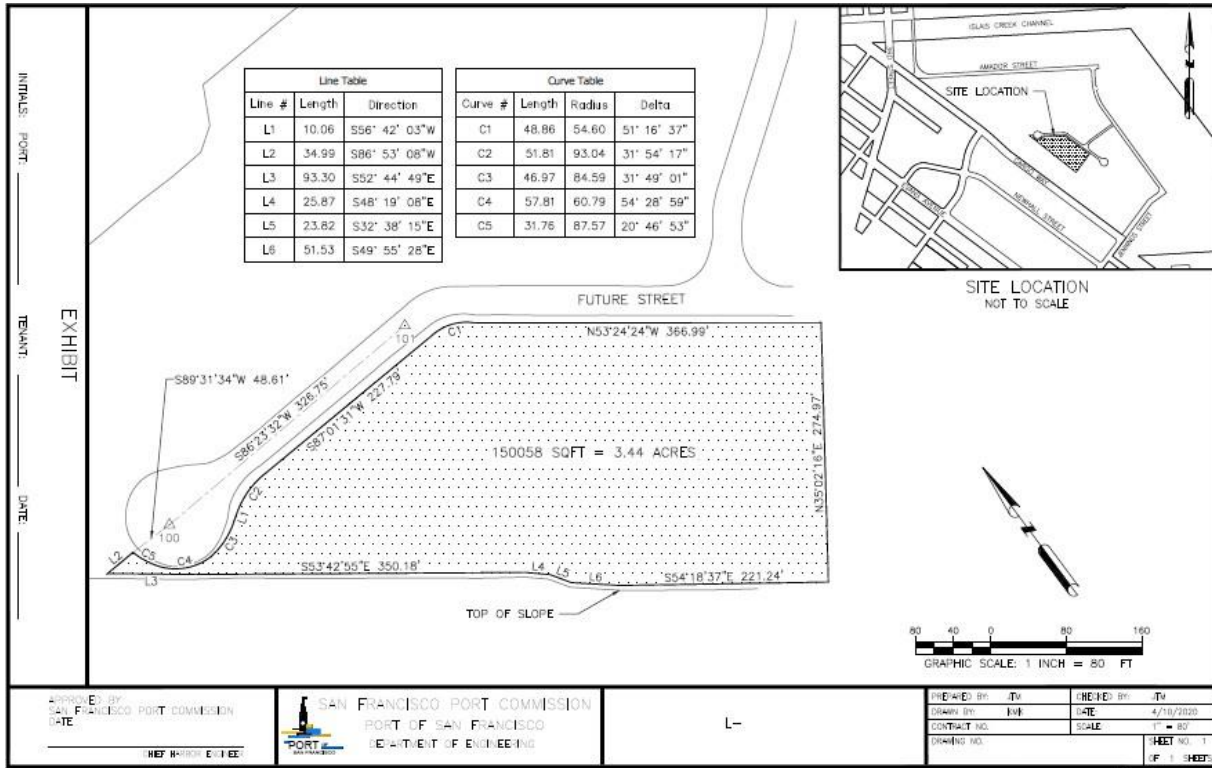 INITIALS: PORT:
TENANT:
DATE:
EXHIBIT
Line Table
Line # Length Direction
L1 10.06 S56° 42' 03"W
L2 34.99 S86° 53' 08"W
L3 93.30 S52° 44' 49"E
L4 25.87 S48° 19' 08"E
L5 23.82 S32° 38' 15"E
L6 51.53 S49° 55' 28"E
Curve Table
Curve # Length Radius Delta
C1 48.86 54.60 51° 16' 37"
C2 51.81 93.04 31° 54' 17"
C3 46.97 84.59 31° 49' 01"
C4 57.81 60.79 54° 28' 59"
C5 31.76 87.57 20° 46' 53"
ISLAIS CREEK CHANNEL
AMADOR STREET
SITE LOCATION
CARGO WAY
NEWHALL STREET
JENNINGS STREET
SITE LOCATION
NOT TO SCALE
FUTURE STREET
101
C1
N53°24'24"W 366.99'
S89°31'34"W 48.61'
S86°23'32"W 326.75'
S87°01'31"W 227.79'
N35°02'16"E 274.97'
150058 SQFT = 3.44 ACRES
C2
L1
100
C3
L2
C5
C4
L3
S53°42'55"E 350.18'
L4
L5
L6
S54°18'37"E 221.24'
TOP OF SLOPE
80 40 0 80 160
GRAPHIC SCALE: 1 INCH = 80 FT
APPROVED BY
SAN FRANCISCO PORT COMMISSION
DATE
CHIEF HARBOR ENGINEER
PORT
SAN FRANCISCO
SAN FRANCISCO PORT COMMISSION
PORT OF SAN FRANCISCO
DEPARTMENT OF ENGINEERING
L-
PREPARED BY: CHECKED BY:
DRAWN BY: DATE: 4/10/2020
CONTRACT NO. SCALE 1" = 80'
DRAWING NO. SHEET NO. 1
OF 1 SHEETS